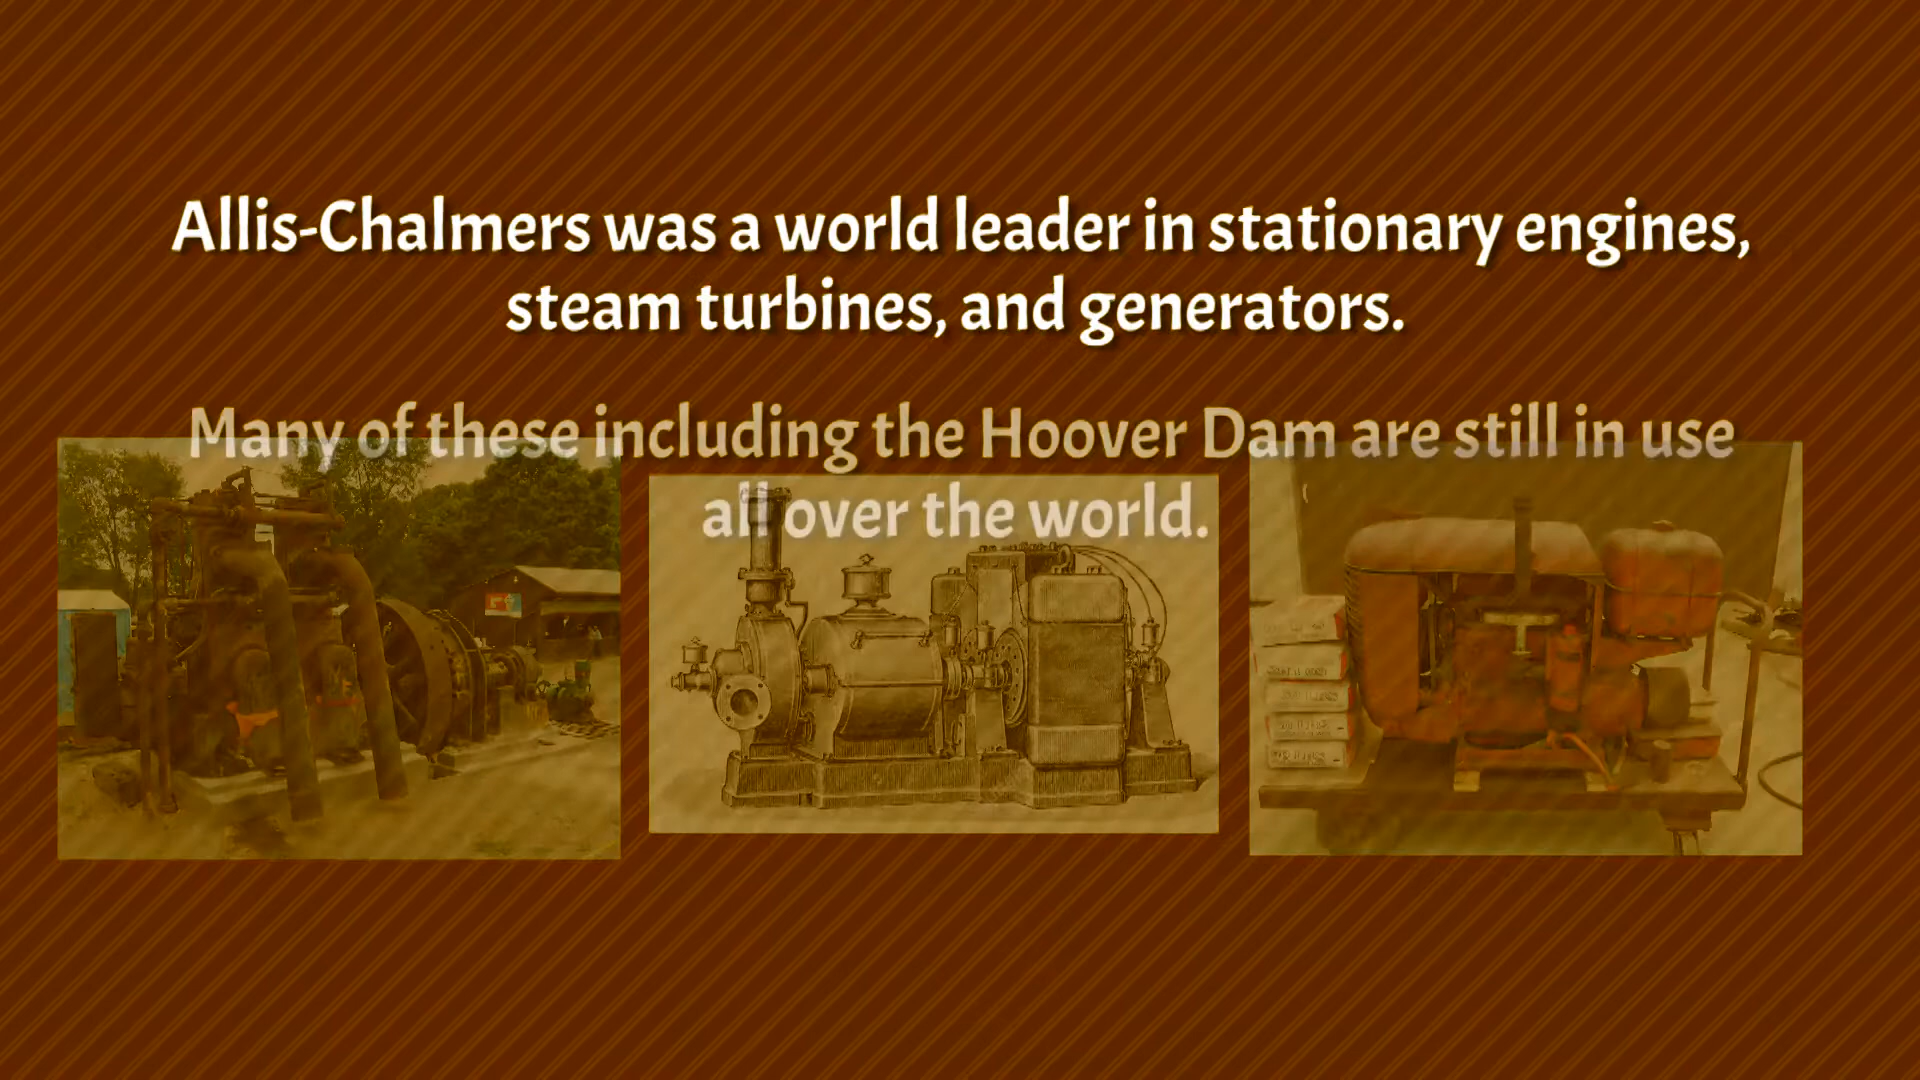 Allis-Chalmers was a world leader in stationary engines,
steam turbines, and generators.
Many of these including the Hoover Dam are still in use
all over the world.